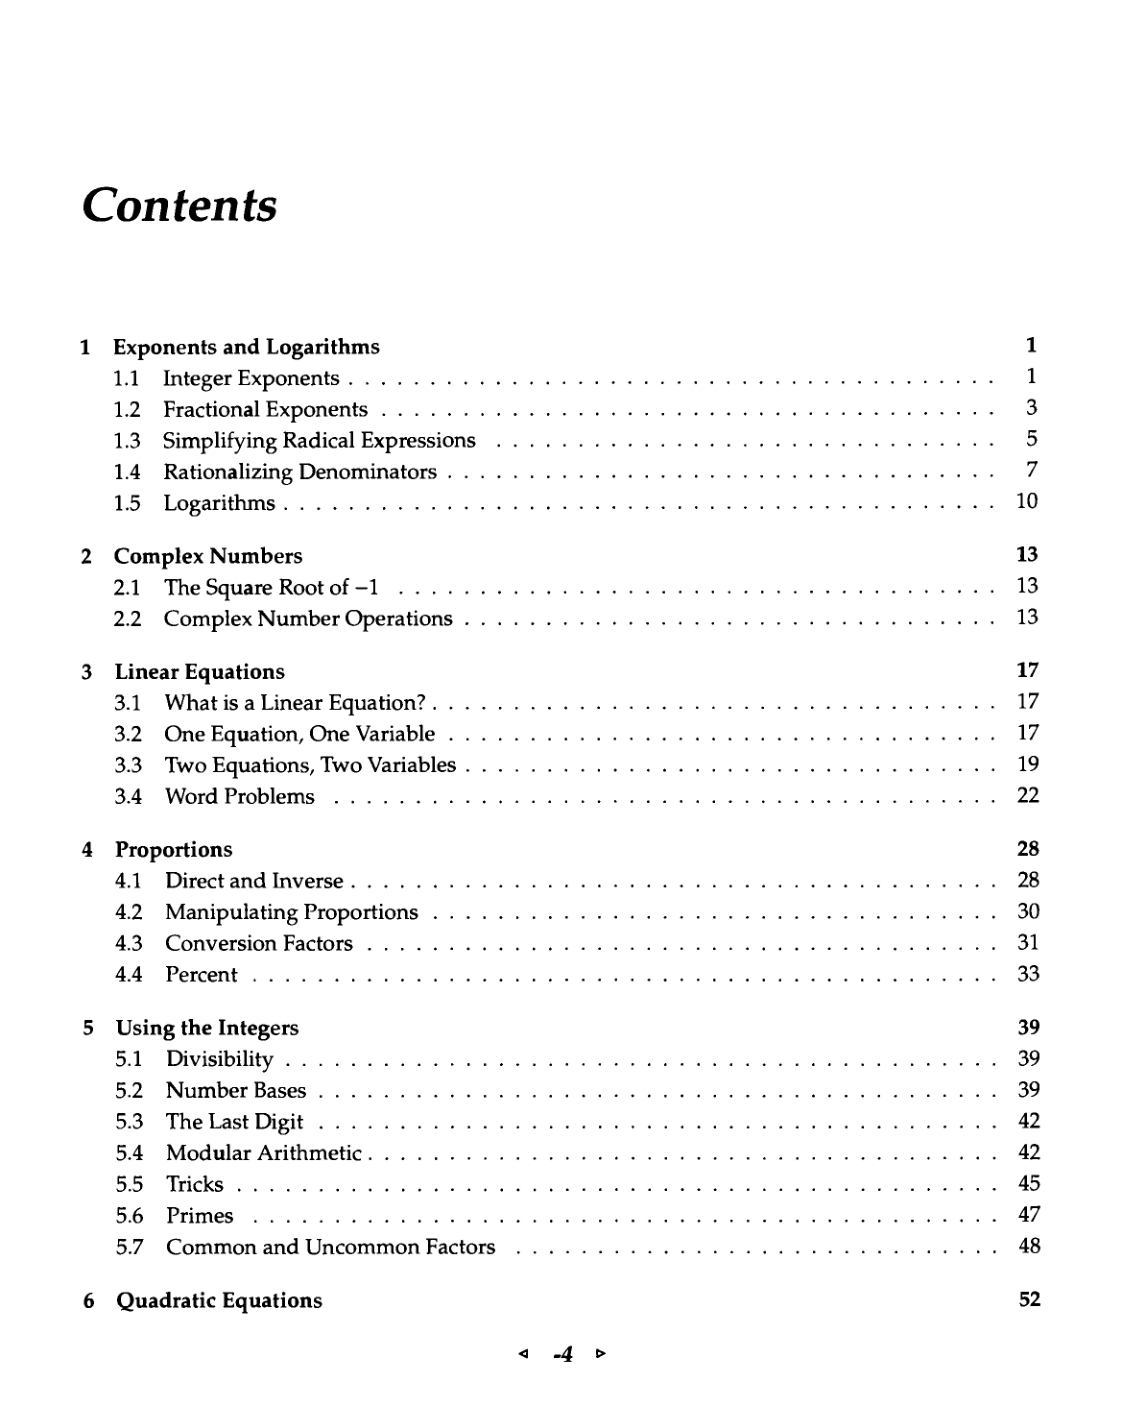 Contents
1 Exponents and Logarithms 1
1.1 Integer Exponents . . . . . . . . . . . . . . . . . . . . . . . . . . . . . . . . . . . . . . . . 1
1.2 Fractional Exponents . . . . . . . . . . . . . . . . . . . . . . . . . . . . . . . . . . . . . . 3
1.3 Simplifying Radical Expressions . . . . . . . . . . . . . . . . . . . . . . . . . . . . . . . 5
1.4 Rationalizing Denominators . . . . . . . . . . . . . . . . . . . . . . . . . . . . . . . . . . 7
1.5 Logarithms . . . . . . . . . . . . . . . . . . . . . . . . . . . . . . . . . . . . . . . . . . . . 10
2 Complex Numbers 13
2.1 The Square Root of −1 . . . . . . . . . . . . . . . . . . . . . . . . . . . . . . . . . . . . . 13
2.2 Complex Number Operations . . . . . . . . . . . . . . . . . . . . . . . . . . . . . . . . . 13
3 Linear Equations 17
3.1 What is a Linear Equation? . . . . . . . . . . . . . . . . . . . . . . . . . . . . . . . . . . . 17
3.2 One Equation, One Variable . . . . . . . . . . . . . . . . . . . . . . . . . . . . . . . . . . 17
3.3 Two Equations, Two Variables . . . . . . . . . . . . . . . . . . . . . . . . . . . . . . . . . 19
3.4 Word Problems . . . . . . . . . . . . . . . . . . . . . . . . . . . . . . . . . . . . . . . . . 22
4 Proportions 28
4.1 Direct and Inverse . . . . . . . . . . . . . . . . . . . . . . . . . . . . . . . . . . . . . . . . 28
4.2 Manipulating Proportions . . . . . . . . . . . . . . . . . . . . . . . . . . . . . . . . . . . 30
4.3 Conversion Factors . . . . . . . . . . . . . . . . . . . . . . . . . . . . . . . . . . . . . . . 31
4.4 Percent . . . . . . . . . . . . . . . . . . . . . . . . . . . . . . . . . . . . . . . . . . . . . . 33
5 Using the Integers 39
5.1 Divisibility . . . . . . . . . . . . . . . . . . . . . . . . . . . . . . . . . . . . . . . . . . . . 39
5.2 Number Bases . . . . . . . . . . . . . . . . . . . . . . . . . . . . . . . . . . . . . . . . . . 39
5.3 The Last Digit . . . . . . . . . . . . . . . . . . . . . . . . . . . . . . . . . . . . . . . . . . 42
5.4 Modular Arithmetic . . . . . . . . . . . . . . . . . . . . . . . . . . . . . . . . . . . . . . . 42
5.5 Tricks . . . . . . . . . . . . . . . . . . . . . . . . . . . . . . . . . . . . . . . . . . . . . . . 45
5.6 Primes . . . . . . . . . . . . . . . . . . . . . . . . . . . . . . . . . . . . . . . . . . . . . . 47
5.7 Common and Uncommon Factors . . . . . . . . . . . . . . . . . . . . . . . . . . . . . . 48
6 Quadratic Equations 52
◁ -4 ▷